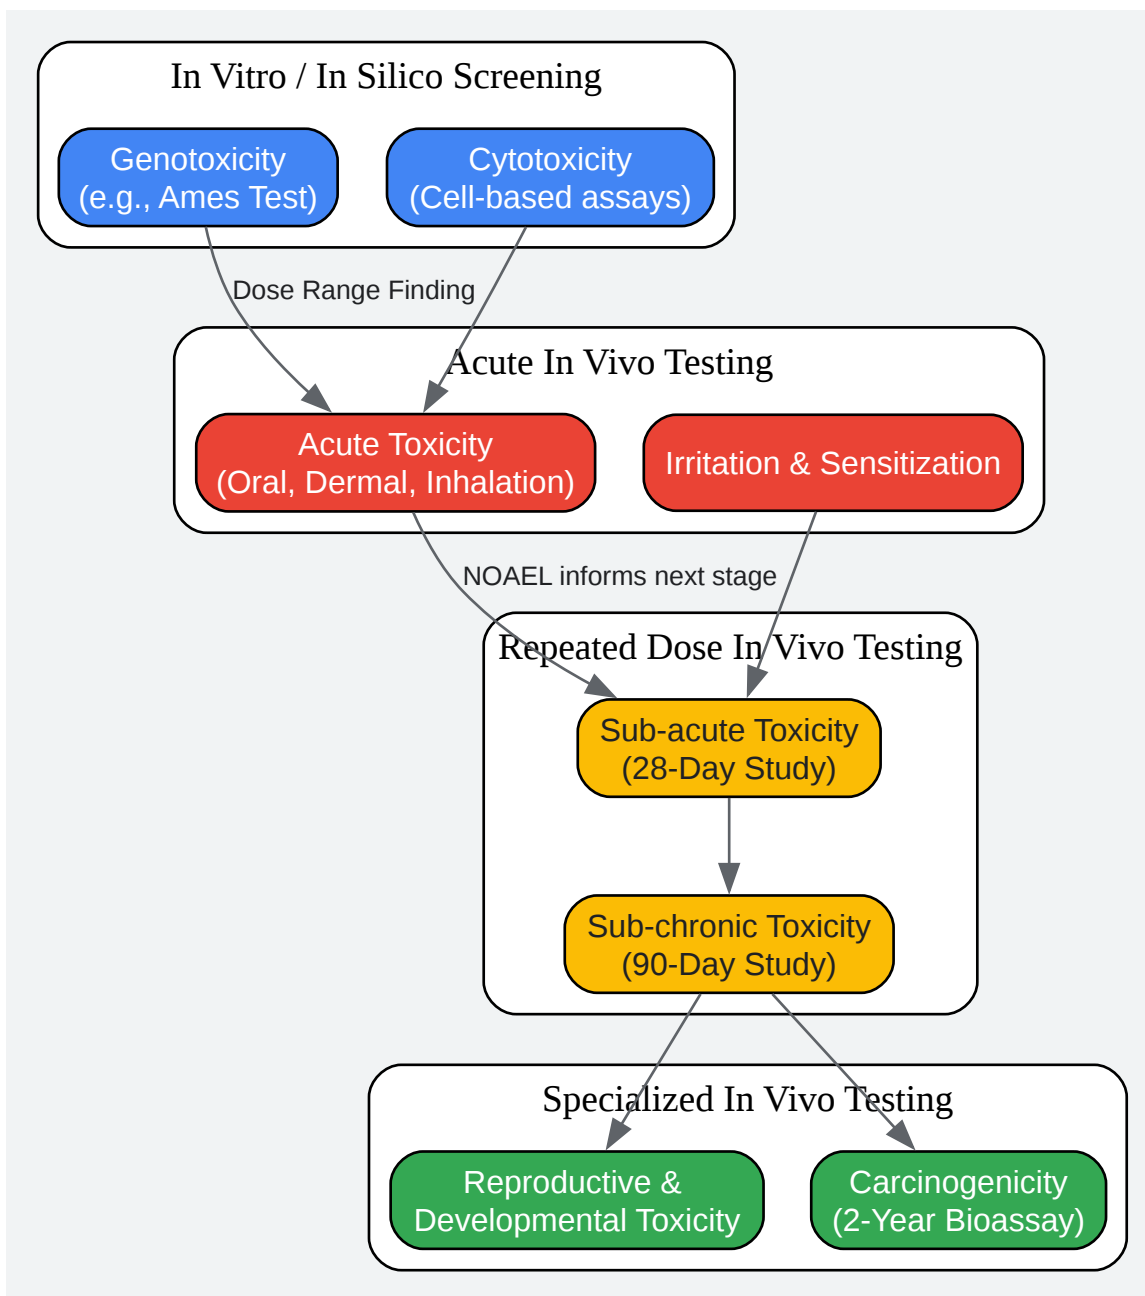 In Vitro / In Silico Screening
Genotoxicity
(e.g., Ames Test)
Cytotoxicity
(Cell-based assays)
Dose Range Finding
Acute In Vivo Testing
Acute Toxicity
(Oral, Dermal, Inhalation)
Irritation & Sensitization
NOAEL informs next stage
Repeated Dose In Vivo Testing
Sub-acute Toxicity
(28-Day Study)
Sub-chronic Toxicity
(90-Day Study)
Specialized In Vivo Testing
Reproductive &
Developmental Toxicity
Carcinogenicity
(2-Year Bioassay)